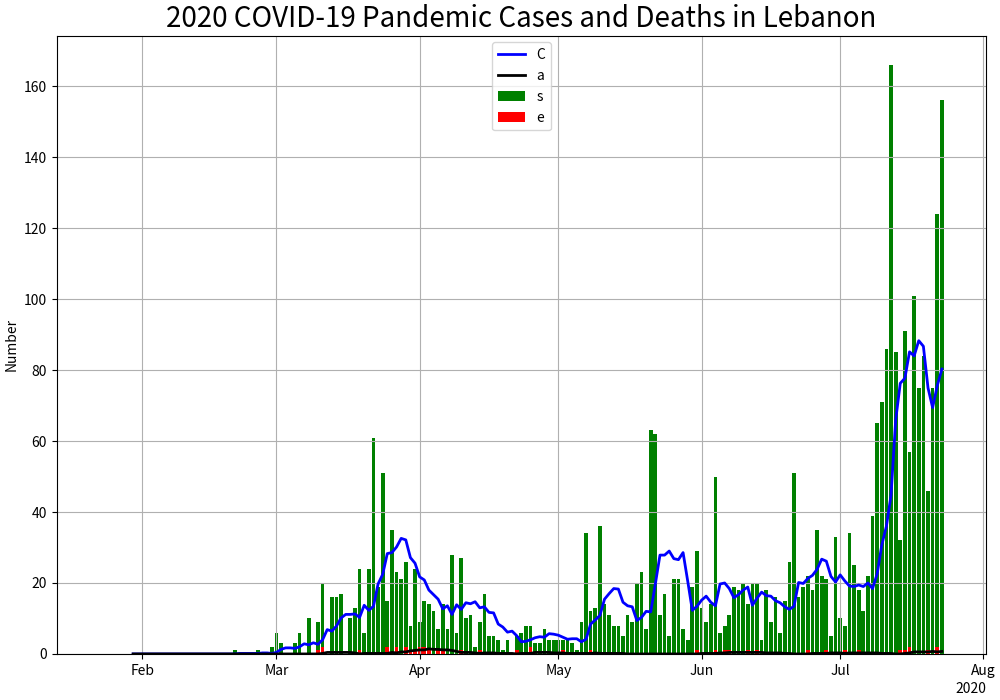 2020 COVID-19 Pandemic Cases and Deaths in Lebanon
C
a
s
e
Number
160
140
120
100
80
60
40
20
0
Feb Mar Apr May Jun Jul Aug
2020